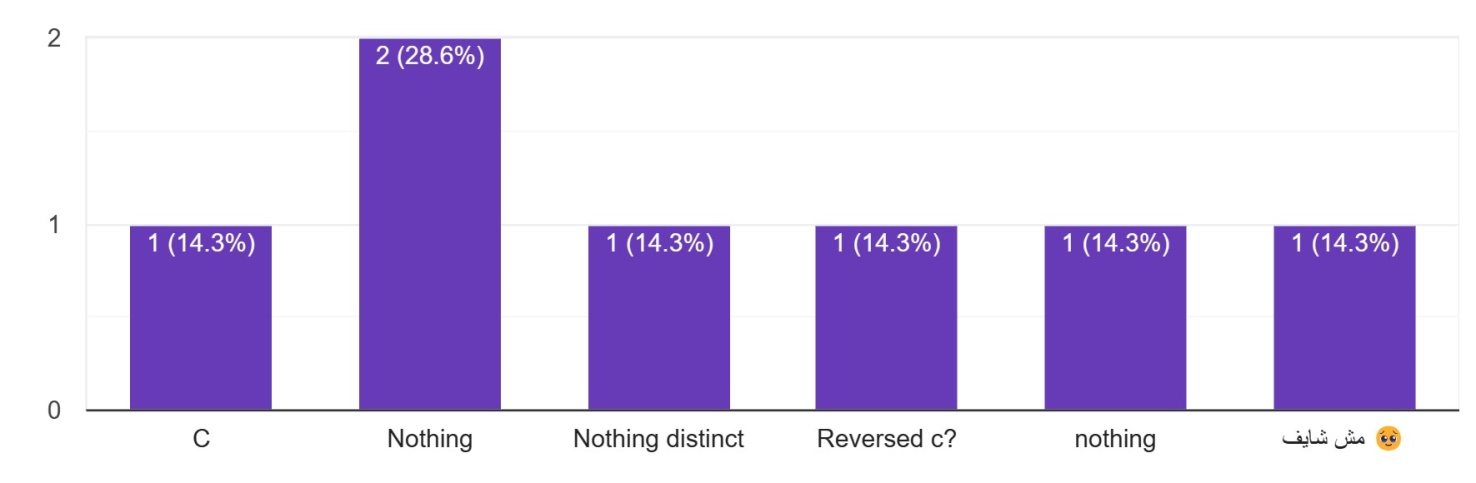 2
2 (28.6%)
1
1 (14.3%)
1 (14.3%)
1 (14.3%)
1 (14.3%)
1 (14.3%)
0
C
Nothing
Nothing distinct
Reversed c?
nothing
مش شايف 🥺